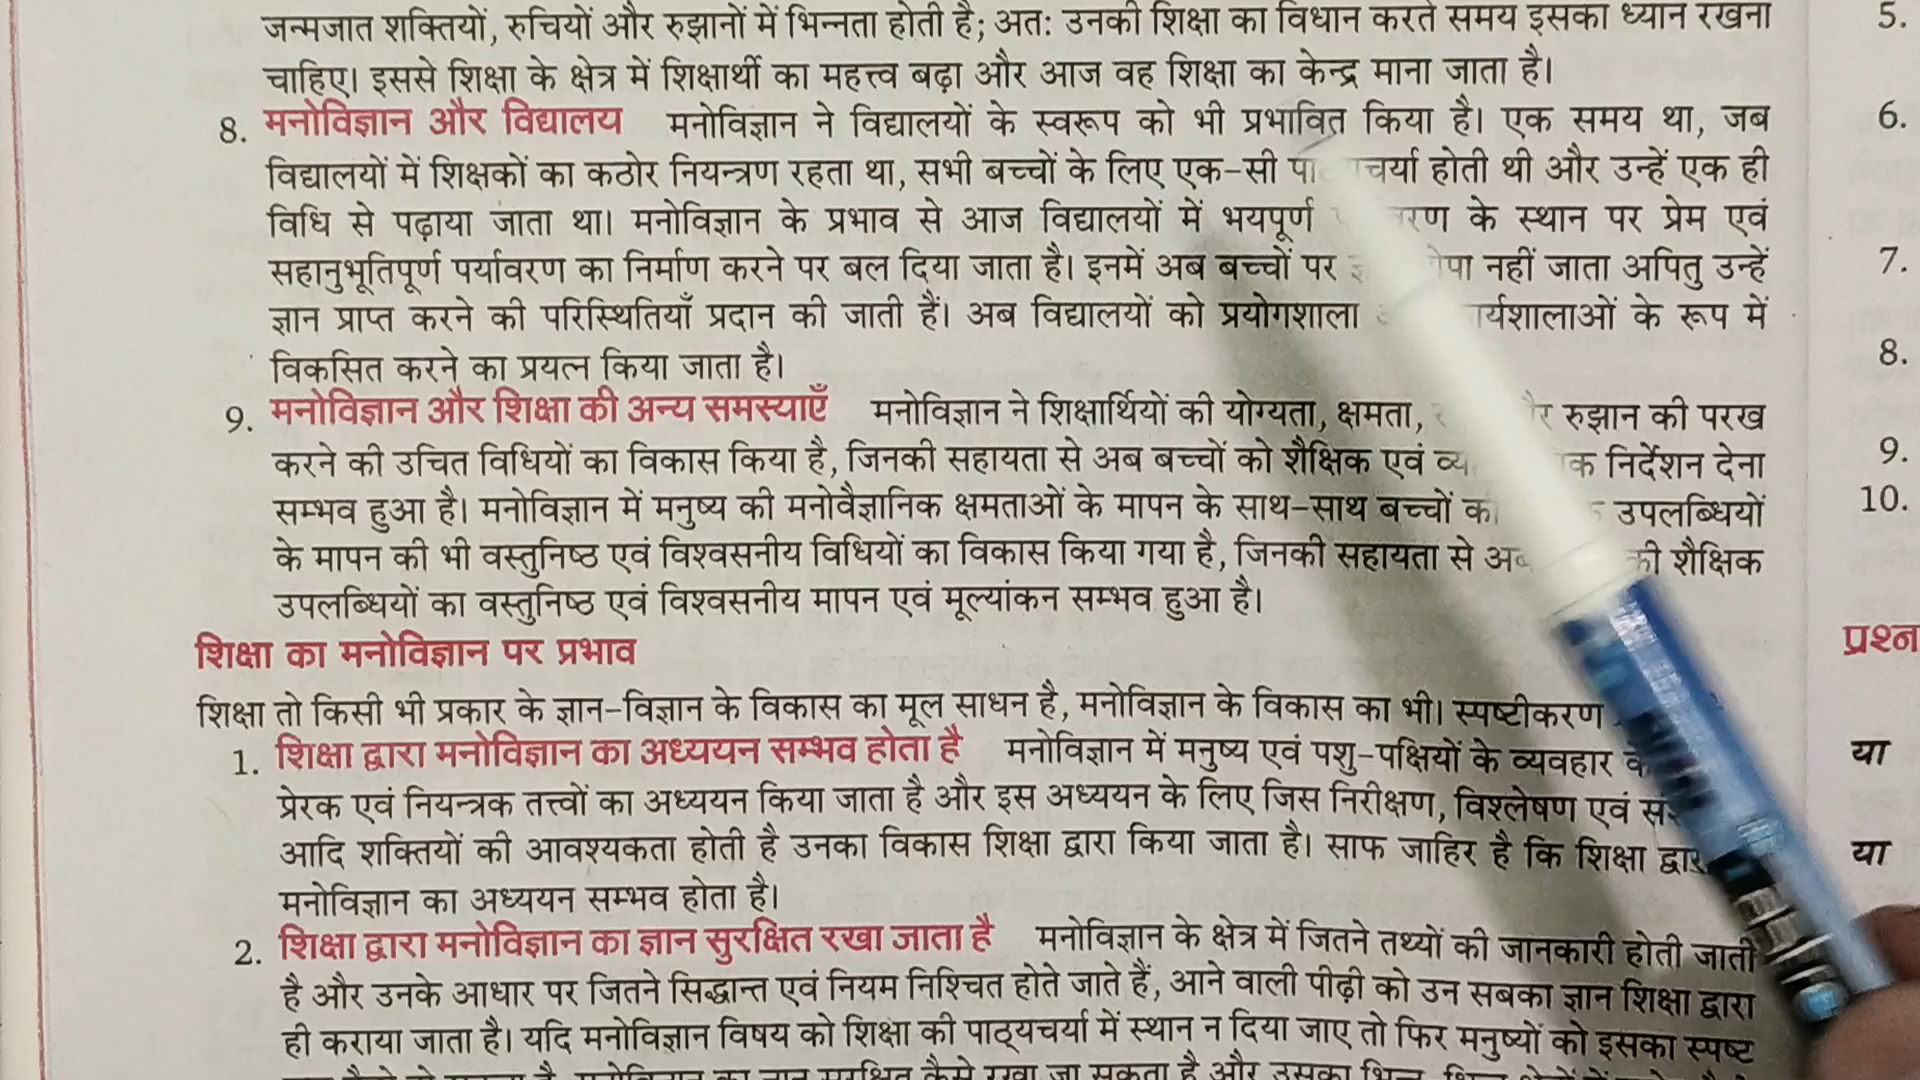 जन्मजात शक्तियों, रुचियों और रुझानों में भिन्नता होती है; अतः उनकी शिक्षा का विधान करते समय इसका ध्यान रखना
चाहिए। इससे शिक्षा के क्षेत्र में शिक्षार्थी का महत्त्व बढ़ा और आज वह शिक्षा का केन्द्र माना जाता है।
8. मनोविज्ञान और विद्यालय मनोविज्ञान ने विद्यालयों के स्वरूप को भी प्रभावित किया है। एक समय था, जब
विद्यालयों में शिक्षकों का कठोर नियन्त्रण रहता था, सभी बच्चों के लिए एक-सी होती थी और उन्हें एक ही
विधि से पढ़ाया जाता था। मनोविज्ञान के प्रभाव से आज विद्यालयों में भयपूर्ण के स्थान पर प्रेम एवं
सहानुभूतिपूर्ण पर्यावरण का निर्माण करने पर बल दिया जाता है। इनमें अब बच्चों पर नहीं जाता अपितु उन्हें
ज्ञान प्राप्त करने की परिस्थितियाँ प्रदान की जाती हैं। अब विद्यालयों को प्रयोगशाला के रूप में
विकसित करने का प्रयत्न किया जाता है।
9. मनोविज्ञान और शिक्षा की अन्य समस्याएँ मनोविज्ञान ने शिक्षार्थियों की योग्यता, क्षमता, रुझान की परख
करने की उचित विधियों का विकास किया है, जिनकी सहायता से अब बच्चों को शैक्षिक एवं निर्देशन देना
सम्भव हुआ है। मनोविज्ञान में मनुष्य की मनोवैज्ञानिक क्षमताओं के मापन के साथ-साथ बच्चों उपलब्धियों
के मापन की भी वस्तुनिष्ठ एवं विश्वसनीय विधियों का विकास किया गया है, जिनकी सहायता से की शैक्षिक
उपलब्धियों का वस्तुनिष्ठ एवं विश्वसनीय मापन एवं मूल्यांकन सम्भव हुआ है।
शिक्षा का मनोविज्ञान पर प्रभाव
शिक्षा तो किसी भी प्रकार के ज्ञान-विज्ञान के विकास का मूल साधन है, मनोविज्ञान के विकास का भी। स्पष्टीकरण
1. शिक्षा द्वारा मनोविज्ञान का अध्ययन सम्भव होता है मनोविज्ञान में मनुष्य एवं पशु-पक्षियों के व्यवहार
प्रेरक एवं नियन्त्रक तत्त्वों का अध्ययन किया जाता है और इस अध्ययन के लिए जिस निरीक्षण, विश्लेषण एवं
आदि शक्तियों की आवश्यकता होती है उनका विकास शिक्षा द्वारा किया जाता है। साफ जाहिर है कि शिक्षा
मनोविज्ञान का अध्ययन सम्भव होता है।
2. शिक्षा द्वारा मनोविज्ञान का ज्ञान सुरक्षित रखा जाता है मनोविज्ञान के क्षेत्र में जितने तथ्यों की जानकारी होती जाती
है और उनके आधार पर जितने सिद्धान्त एवं नियम निश्चित होते जाते हैं, आने वाली पीढ़ी को उन सबका ज्ञान शिक्षा द्वारा
ही कराया जाता है। यदि मनोविज्ञान विषय को शिक्षा की पाठ्यचर्या में स्थान न दिया जाए तो फिर मनुष्यों को इसका स्पष्ट
5.
6.
7.
8.
9.
10.
प्रश्न
या
या